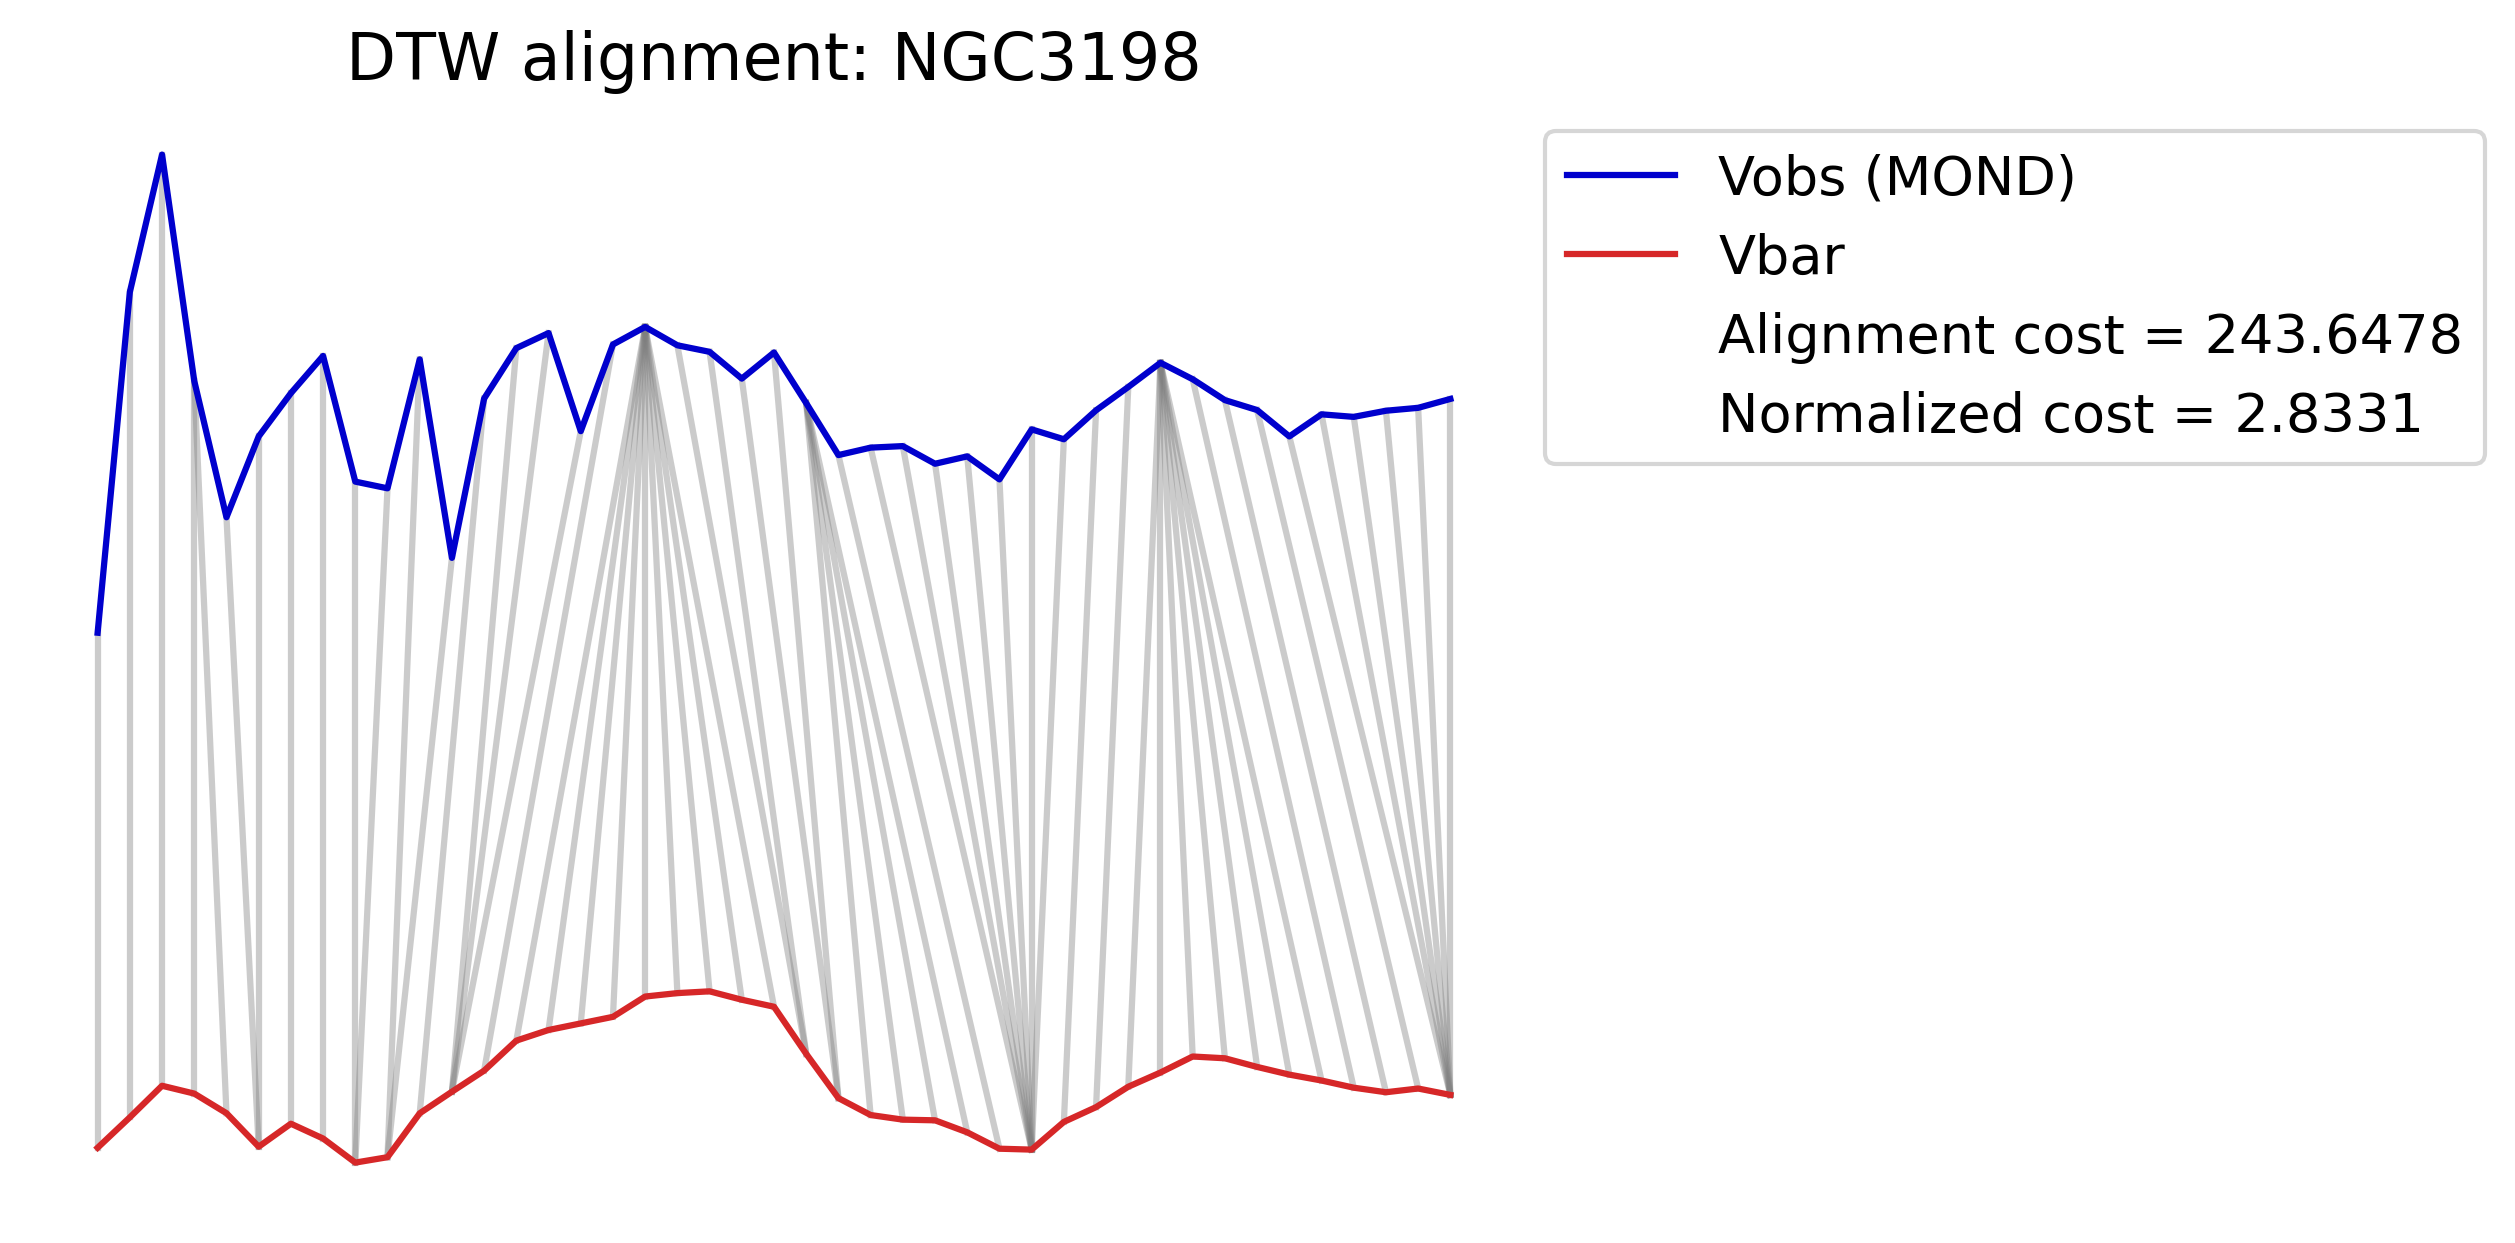 DTW alignment: NGC3198
Vobs (MOND)
Vbar
Alignment cost = 243.6478
Normalized cost = 2.8331